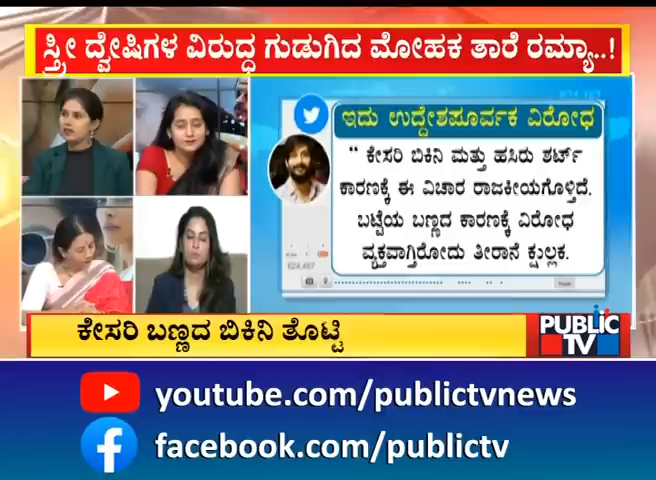 ಸ್ತ್ರೀ ದ್ವೇಷಿಗಳ ವಿರುದ್ಧ ಗುಡುಗಿದ ಮೋಹಕ ತಾರೆ ರಮ್ಯಾ..!
ಇದು ಉದ್ದೇಶಪೂರ್ವಕ ವಿರೋಧ
“ ಕೇಸರಿ ಬಿಕಿನಿ ಮತ್ತು ಹಸಿರು ಶರ್ಟ್
ಕಾರಣಕ್ಕೆ ಈ ವಿಚಾರ ರಾಜಕೀಯಗೊಳ್ತಿದೆ.
ಬಟ್ಟೆಯ ಬಣ್ಣದ ಕಾರಣಕ್ಕೆ ವಿರೋಧ
ವ್ಯಕ್ತವಾಗ್ತಿರೋದು ತೀರಾನೆ ಕ್ಷುಲ್ಲಕ.
ಕೇಸರಿ ಬಣ್ಣದ ಬಿಕಿನಿ ತೊಟ್ಟಿ
PUBLIC
TV
youtube.com/publictvnews
facebook.com/publictv